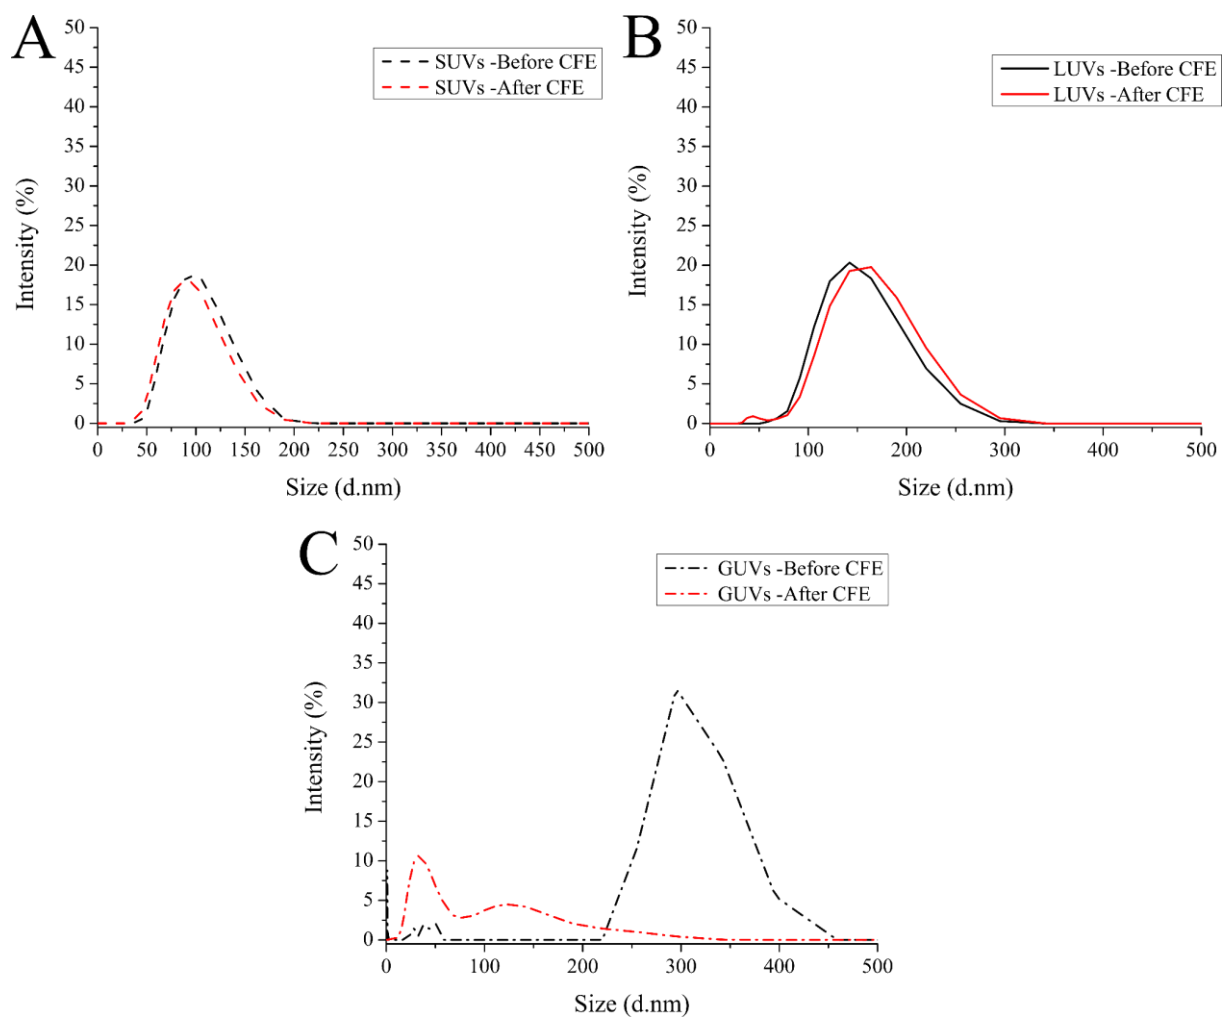 A
50
45
40
35
30
25
20
15
10
5
0
Intensity (%)
SUVs -Before CFE
SUVs -After CFE
0 50 100 150 200 250 300 350 400 450 500
Size (d.nm)
B
50
45
40
35
30
25
20
15
10
5
0
Intensity (%)
LUVs -Before CFE
LUVs -After CFE
0 100 200 300 400 500
Size (d.nm)
C
50
45
40
35
30
25
20
15
10
5
0
Intensity (%)
GUVs -Before CFE
GUVs -After CFE
0 100 200 300 400 500
Size (d.nm)